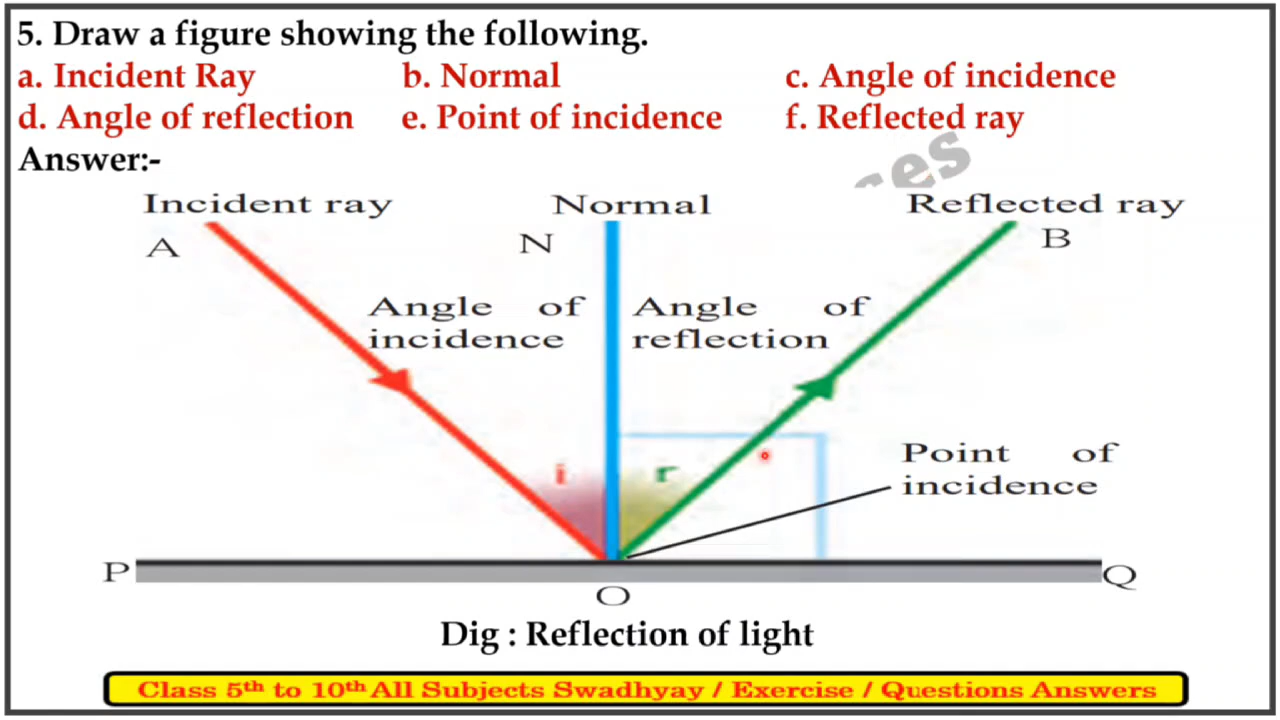 5. Draw a figure showing the following.
a. Incident Ray b. Normal c. Angle of incidence
d. Angle of reflection e. Point of incidence f. Reflected ray
Answer:-
Incident ray Normal Reflected ray
A N B
Angle of incidence
Angle of reflection
i r
Point of incidence
P Q
O
Dig : Reflection of light
Class 5th to 10th All Subjects Swadhyay / Exercise / Questions Answers